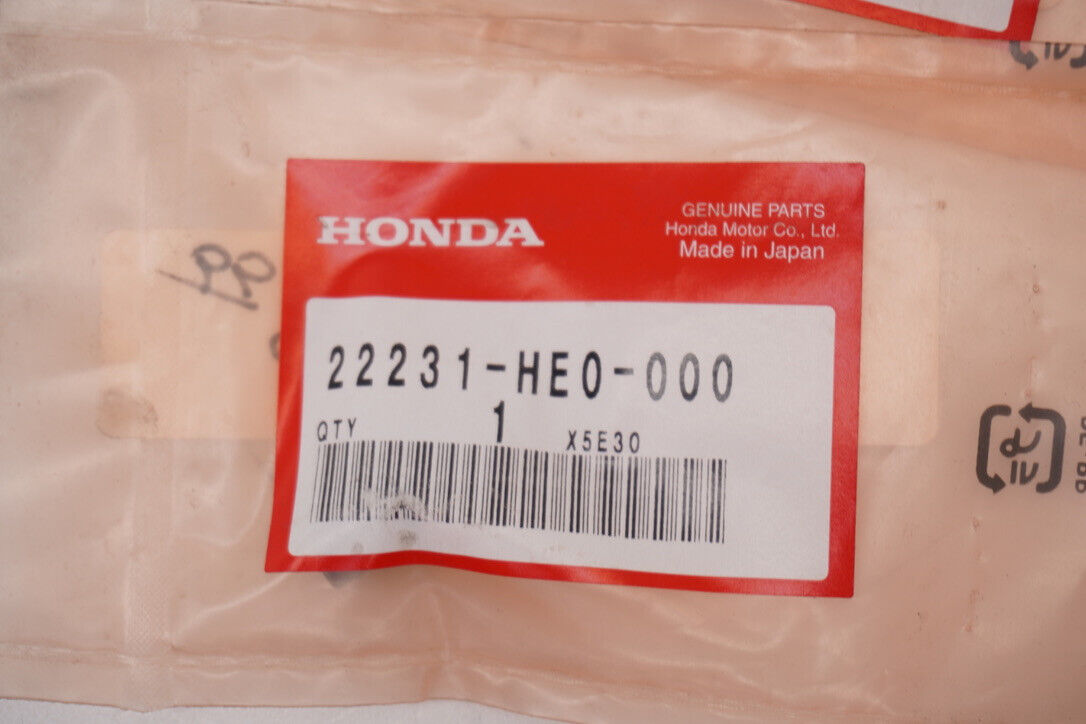 HONDA
GENUINE PARTS
Honda Motor Co., Ltd.
Made in Japan
22231-HE0-000
QTY 1 X5E30